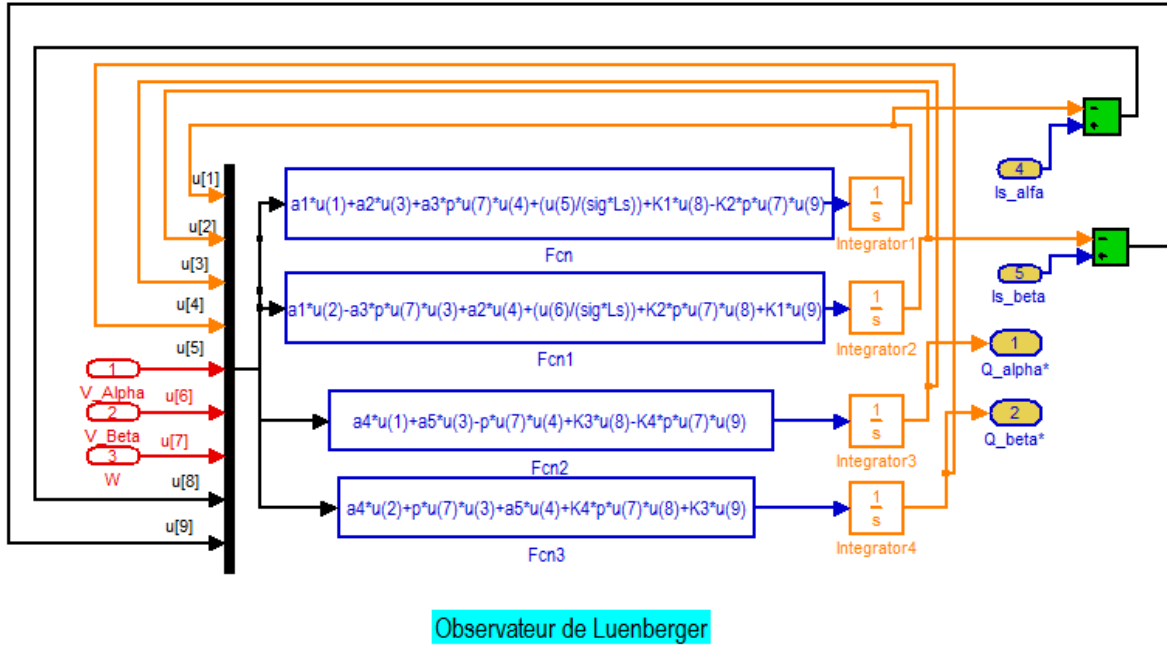 u[1]
u[2]
u[3]
u[4]
u[5]
1
V_Alpha
u[6]
2
V_Beta
u[7]
3
W
u[8]
u[9]
a1*u(1)+a2*u(3)+a3*p*u(7)*u(4)+(u(5)/(sig*Ls))+K1*u(8)-K2*p*u(7)*u(9)
Fcn
1
s
Integrator1
a1*u(2)-a3*p*u(7)*u(3)+a2*u(4)+(u(6)/(sig*Ls))+K2*p*u(7)*u(8)+K1*u(9)
Fcn1
1
s
Integrator2
a4*u(1)+a5*u(3)-p*u(7)*u(4)+K3*u(8)-K4*p*u(7)*u(9)
Fcn2
1
s
Integrator3
a4*u(2)+p*u(7)*u(3)+a5*u(4)+K4*p*u(7)*u(8)+K3*u(9)
Fcn3
1
s
Integrator4
-
+
4
Is_alfa
-
+
5
Is_beta
1
Q_alpha*
2
Q_beta*
Observateur de Luenberger